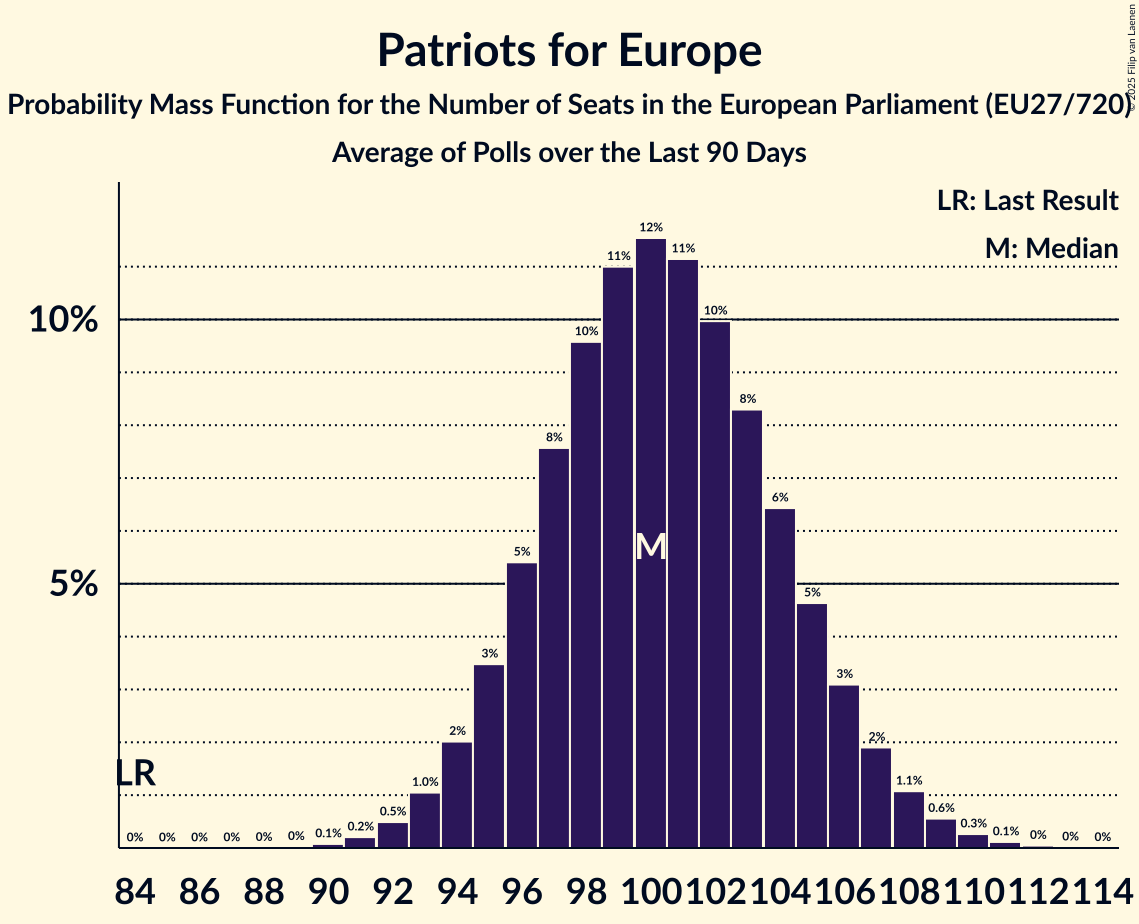 Patriots for Europe
Probability Mass Function for the Number of Seats in the European Parliament (EU27/720)
Average of Polls over the Last 90 Days
© 2025 Filip van Laenen
LR: Last Result
M: Median
10%
5%
0% 0% 0% 0% 0% 0% 0.1% 0.2% 0.5% 1.0% 2% 3% 5% 8% 10% 11% 12% 11% 10% 8% 6% 5% 3% 2% 1.1% 0.6% 0.3% 0.1% 0% 0% 0%
M
LR
84 86 88 90 92 94 96 98 100 102 104 106 108 110 112 114